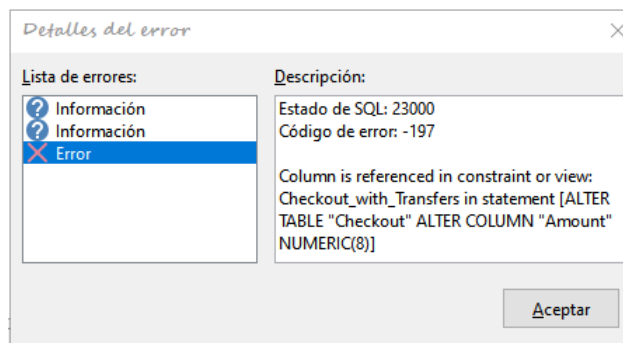 Detalles del error
Lista de errores:
Descripción:
Información
Información
Error
Estado de SQL: 23000
Código de error: -197
Column is referenced in constraint or view:
Checkout_with_Transfers in statement [ALTER
TABLE "Checkout" ALTER COLUMN "Amount"
NUMERIC(8)]
Aceptar